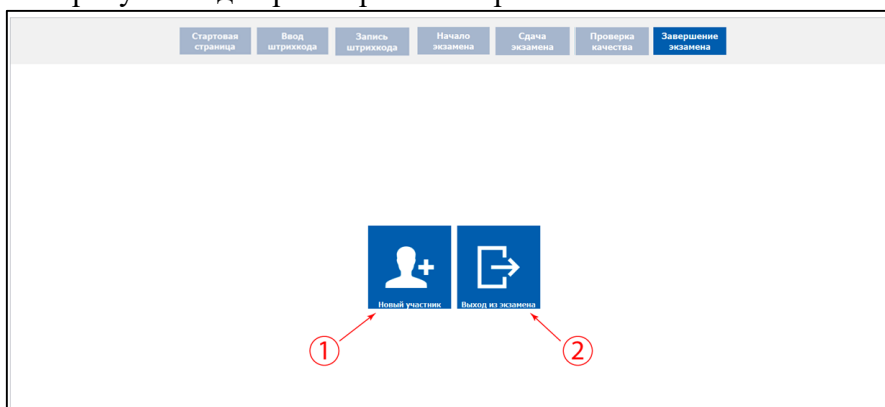 Стартовая страница
Ввод штрихкода
Запись штрихкода
Начало экзамена
Сдача экзамена
Проверка качества
Завершение экзамена
Новый участник
Выход из экзамена
1
2